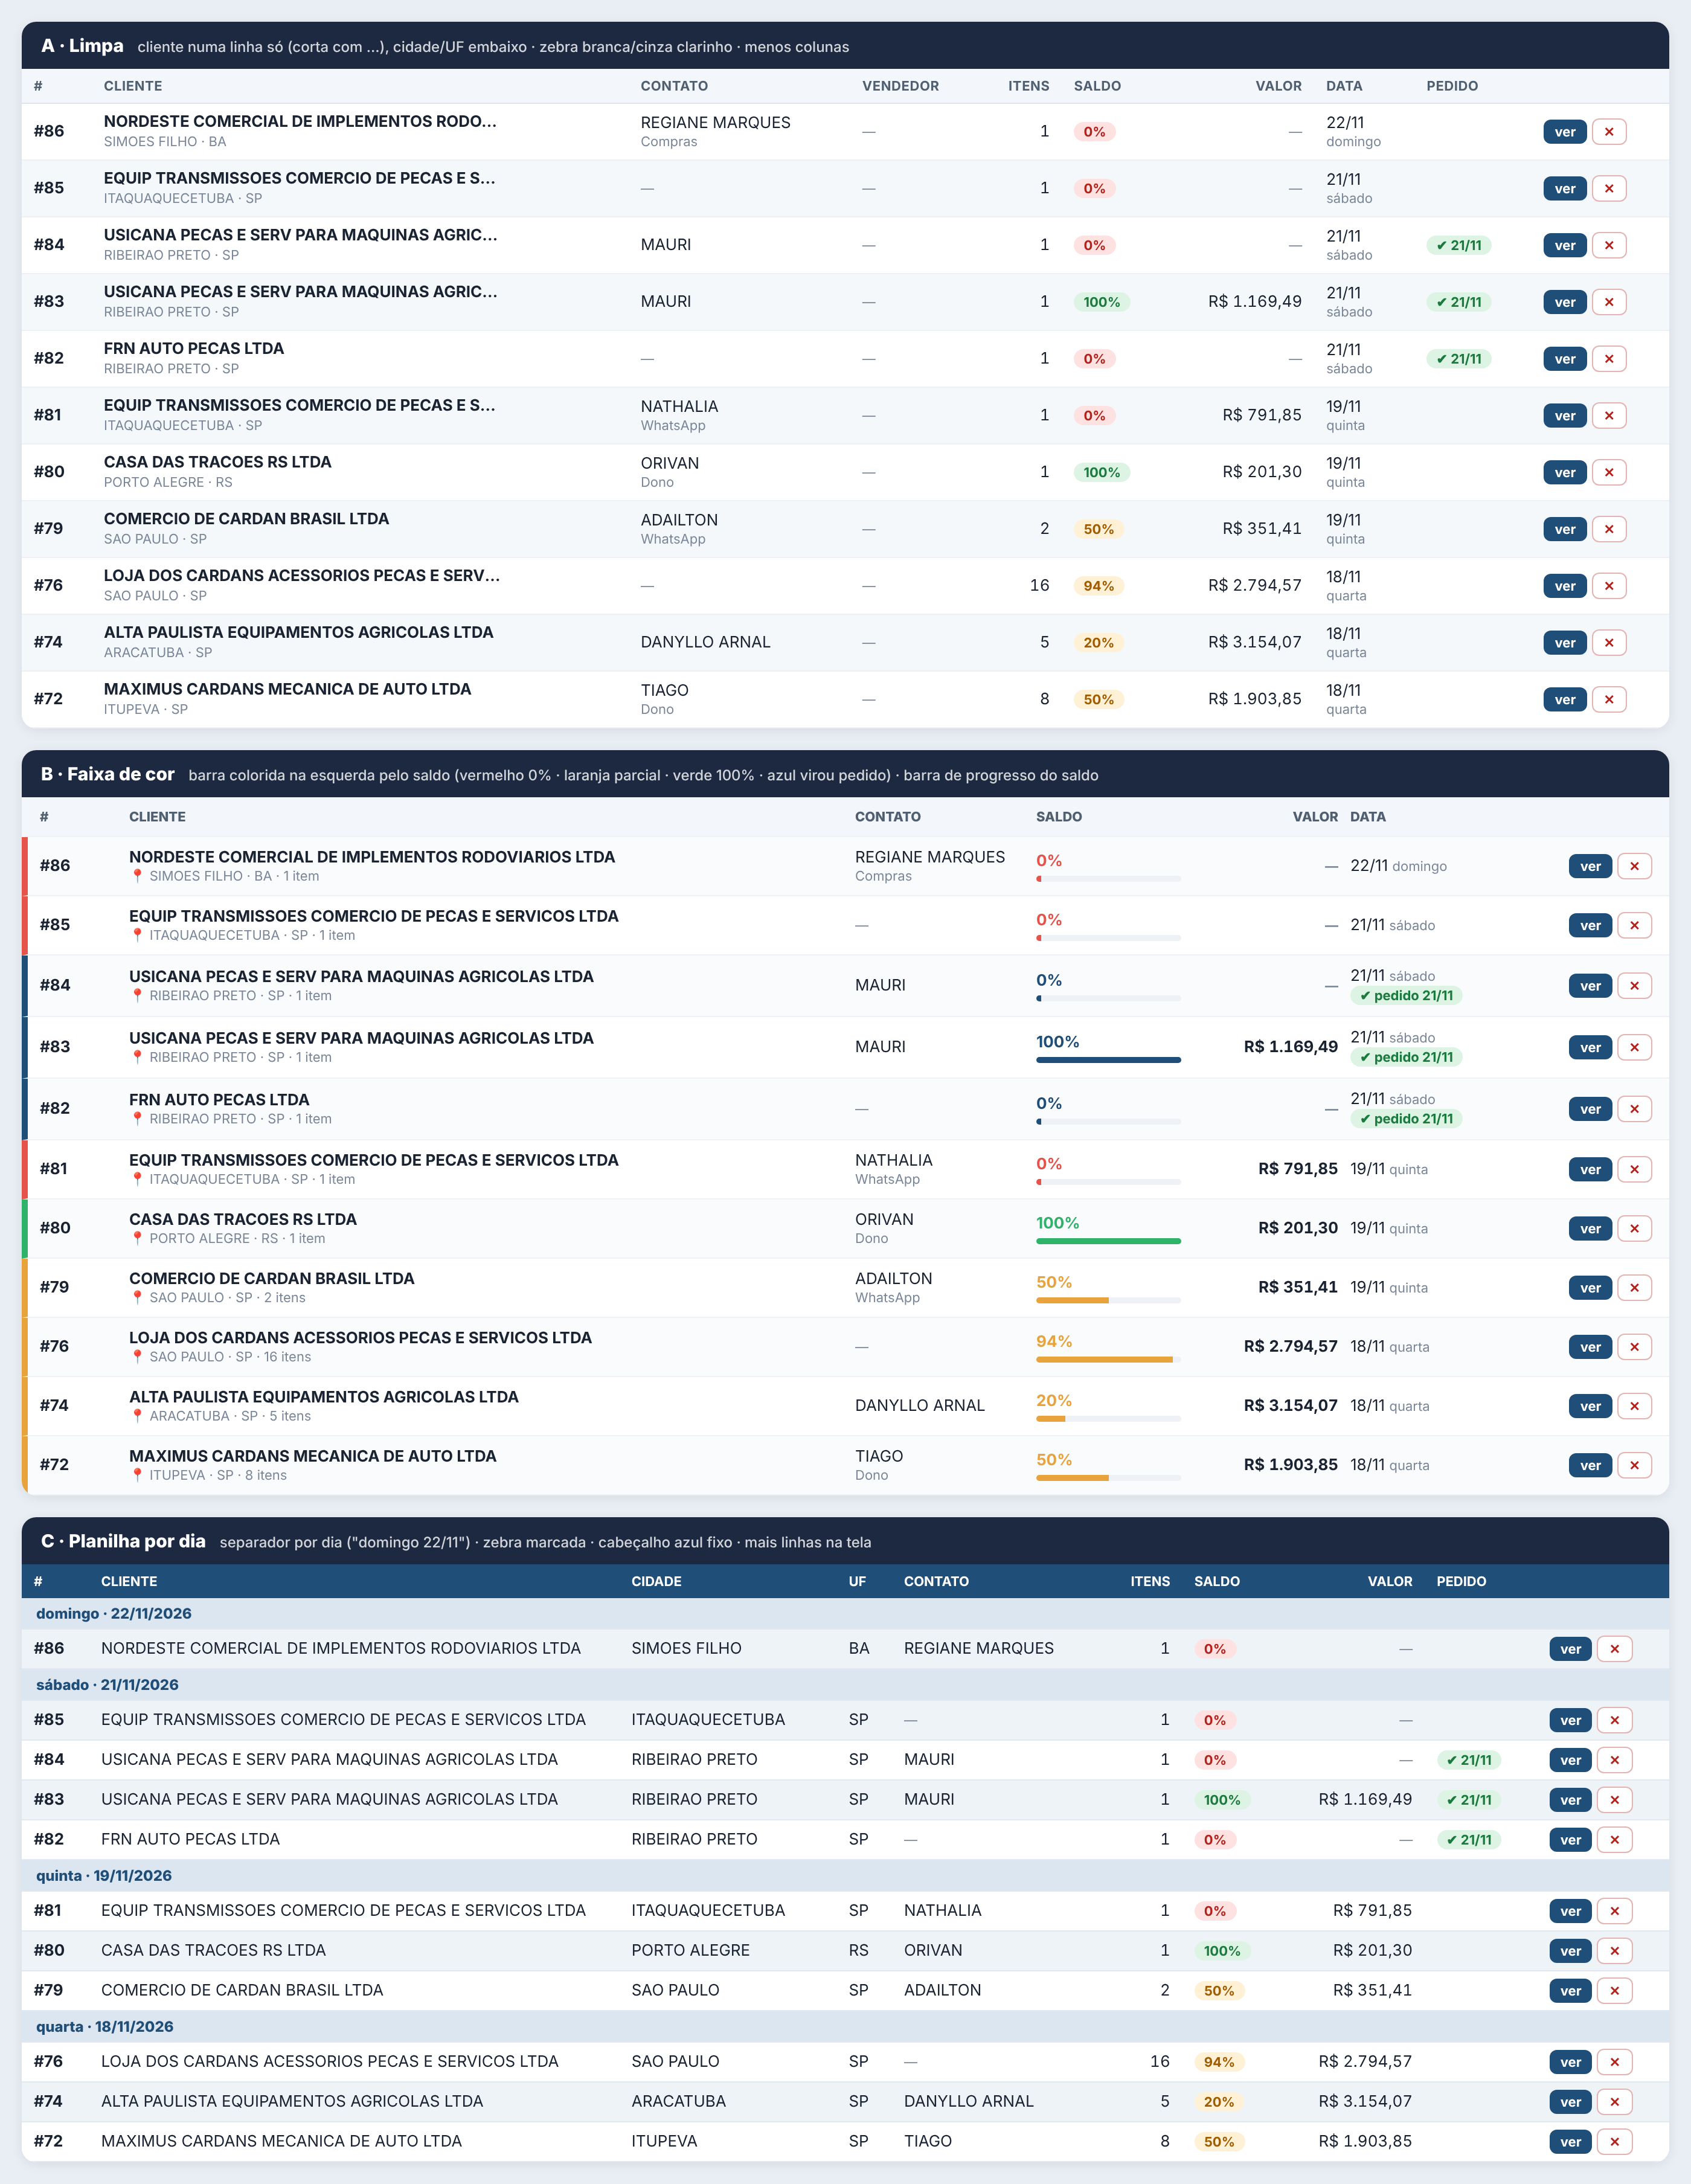 A · Limpa cliente numa linha só (corta com ...), cidade/UF embaixo · zebra branca/cinza clarinho · menos colunas
# CLIENTE CONTATO VENDEDOR ITENS SALDO VALOR DATA PEDIDO
#86 NORDESTE COMERCIAL DE IMPLEMENTOS RODO... REGIANE MARQUES — 1 0% — 22/11 ver ✕
SIMOES FILHO · BA Compras domingo
#85 EQUIP TRANSMISSOES COMERCIO DE PECAS E S... — — 1 0% — 21/11 ver ✕
ITAQUAQUECETUBA · SP sábado
#84 USICANA PECAS E SERV PARA MAQUINAS AGRIC... MAURI — 1 0% — 21/11 ✔ 21/11 ver ✕
RIBEIRAO PRETO · SP sábado
#83 USICANA PECAS E SERV PARA MAQUINAS AGRIC... MAURI — 1 100% R$ 1.169,49 21/11 ✔ 21/11 ver ✕
RIBEIRAO PRETO · SP sábado
#82 FRN AUTO PECAS LTDA — — 1 0% — 21/11 ✔ 21/11 ver ✕
RIBEIRAO PRETO · SP sábado
#81 EQUIP TRANSMISSOES COMERCIO DE PECAS E S... NATHALIA — 1 0% R$ 791,85 19/11 ver ✕
ITAQUAQUECETUBA · SP WhatsApp quinta
#80 CASA DAS TRACOES RS LTDA ORIVAN — 1 100% R$ 201,30 19/11 ver ✕
PORTO ALEGRE · RS Dono quinta
#79 COMERCIO DE CARDAN BRASIL LTDA ADAILTON — 2 50% R$ 351,41 19/11 ver ✕
SAO PAULO · SP WhatsApp quinta
#76 LOJA DOS CARDANS ACESSORIOS PECAS E SERV... — — 16 94% R$ 2.794,57 18/11 ver ✕
SAO PAULO · SP quarta
#74 ALTA PAULISTA EQUIPAMENTOS AGRICOLAS LTDA DANYLLO ARNAL — 5 20% R$ 3.154,07 18/11 ver ✕
ARACATUBA · SP quarta
#72 MAXIMUS CARDANS MECANICA DE AUTO LTDA TIAGO — 8 50% R$ 1.903,85 18/11 ver ✕
ITUPEVA · SP Dono quarta
B · Faixa de cor barra colorida na esquerda pelo saldo (vermelho 0% · laranja parcial · verde 100% · azul virou pedido) · barra de progresso do saldo
# CLIENTE CONTATO SALDO VALOR DATA
#86 NORDESTE COMERCIAL DE IMPLEMENTOS RODOVIARIOS LTDA REGIANE MARQUES 0% — 22/11 domingo ver ✕
📍 SIMOES FILHO · BA · 1 item Compras
#85 EQUIP TRANSMISSOES COMERCIO DE PECAS E SERVICOS LTDA — 0% — 21/11 sábado ver ✕
📍 ITAQUAQUECETUBA · SP · 1 item
#84 USICANA PECAS E SERV PARA MAQUINAS AGRICOLAS LTDA MAURI 0% — 21/11 sábado ver ✕
📍 RIBEIRAO PRETO · SP · 1 item ✔ pedido 21/11
#83 USICANA PECAS E SERV PARA MAQUINAS AGRICOLAS LTDA MAURI 100% R$ 1.169,49 21/11 sábado ver ✕
📍 RIBEIRAO PRETO · SP · 1 item ✔ pedido 21/11
#82 FRN AUTO PECAS LTDA — 0% — 21/11 sábado ver ✕
📍 RIBEIRAO PRETO · SP · 1 item ✔ pedido 21/11
#81 EQUIP TRANSMISSOES COMERCIO DE PECAS E SERVICOS LTDA NATHALIA 0% R$ 791,85 19/11 quinta ver ✕
📍 ITAQUAQUECETUBA · SP · 1 item WhatsApp
#80 CASA DAS TRACOES RS LTDA ORIVAN 100% R$ 201,30 19/11 quinta ver ✕
📍 PORTO ALEGRE · RS · 1 item Dono
#79 COMERCIO DE CARDAN BRASIL LTDA ADAILTON 50% R$ 351,41 19/11 quinta ver ✕
📍 SAO PAULO · SP · 2 itens WhatsApp
#76 LOJA DOS CARDANS ACESSORIOS PECAS E SERVICOS LTDA — 94% R$ 2.794,57 18/11 quarta ver ✕
📍 SAO PAULO · SP · 16 itens
#74 ALTA PAULISTA EQUIPAMENTOS AGRICOLAS LTDA DANYLLO ARNAL 20% R$ 3.154,07 18/11 quarta ver ✕
📍 ARACATUBA · SP · 5 itens
#72 MAXIMUS CARDANS MECANICA DE AUTO LTDA TIAGO 50% R$ 1.903,85 18/11 quarta ver ✕
📍 ITUPEVA · SP · 8 itens Dono
C · Planilha por dia separador por dia ("domingo 22/11") · zebra marcada · cabeçalho azul fixo · mais linhas na tela
# CLIENTE CIDADE UF CONTATO ITENS SALDO VALOR PEDIDO
domingo · 22/11/2026
#86 NORDESTE COMERCIAL DE IMPLEMENTOS RODOVIARIOS LTDA SIMOES FILHO BA REGIANE MARQUES 1 0% — ver ✕
sábado · 21/11/2026
#85 EQUIP TRANSMISSOES COMERCIO DE PECAS E SERVICOS LTDA ITAQUAQUECETUBA SP — 1 0% — ver ✕
#84 USICANA PECAS E SERV PARA MAQUINAS AGRICOLAS LTDA RIBEIRAO PRETO SP MAURI 1 0% — ✔ 21/11 ver ✕
#83 USICANA PECAS E SERV PARA MAQUINAS AGRICOLAS LTDA RIBEIRAO PRETO SP MAURI 1 100% R$ 1.169,49 ✔ 21/11 ver ✕
#82 FRN AUTO PECAS LTDA RIBEIRAO PRETO SP — 1 0% — ✔ 21/11 ver ✕
quinta · 19/11/2026
#81 EQUIP TRANSMISSOES COMERCIO DE PECAS E SERVICOS LTDA ITAQUAQUECETUBA SP NATHALIA 1 0% R$ 791,85 ver ✕
#80 CASA DAS TRACOES RS LTDA PORTO ALEGRE RS ORIVAN 1 100% R$ 201,30 ver ✕
#79 COMERCIO DE CARDAN BRASIL LTDA SAO PAULO SP ADAILTON 2 50% R$ 351,41 ver ✕
quarta · 18/11/2026
#76 LOJA DOS CARDANS ACESSORIOS PECAS E SERVICOS LTDA SAO PAULO SP — 16 94% R$ 2.794,57 ver ✕
#74 ALTA PAULISTA EQUIPAMENTOS AGRICOLAS LTDA ARACATUBA SP DANYLLO ARNAL 5 20% R$ 3.154,07 ver ✕
#72 MAXIMUS CARDANS MECANICA DE AUTO LTDA ITUPEVA SP TIAGO 8 50% R$ 1.903,85 ver ✕